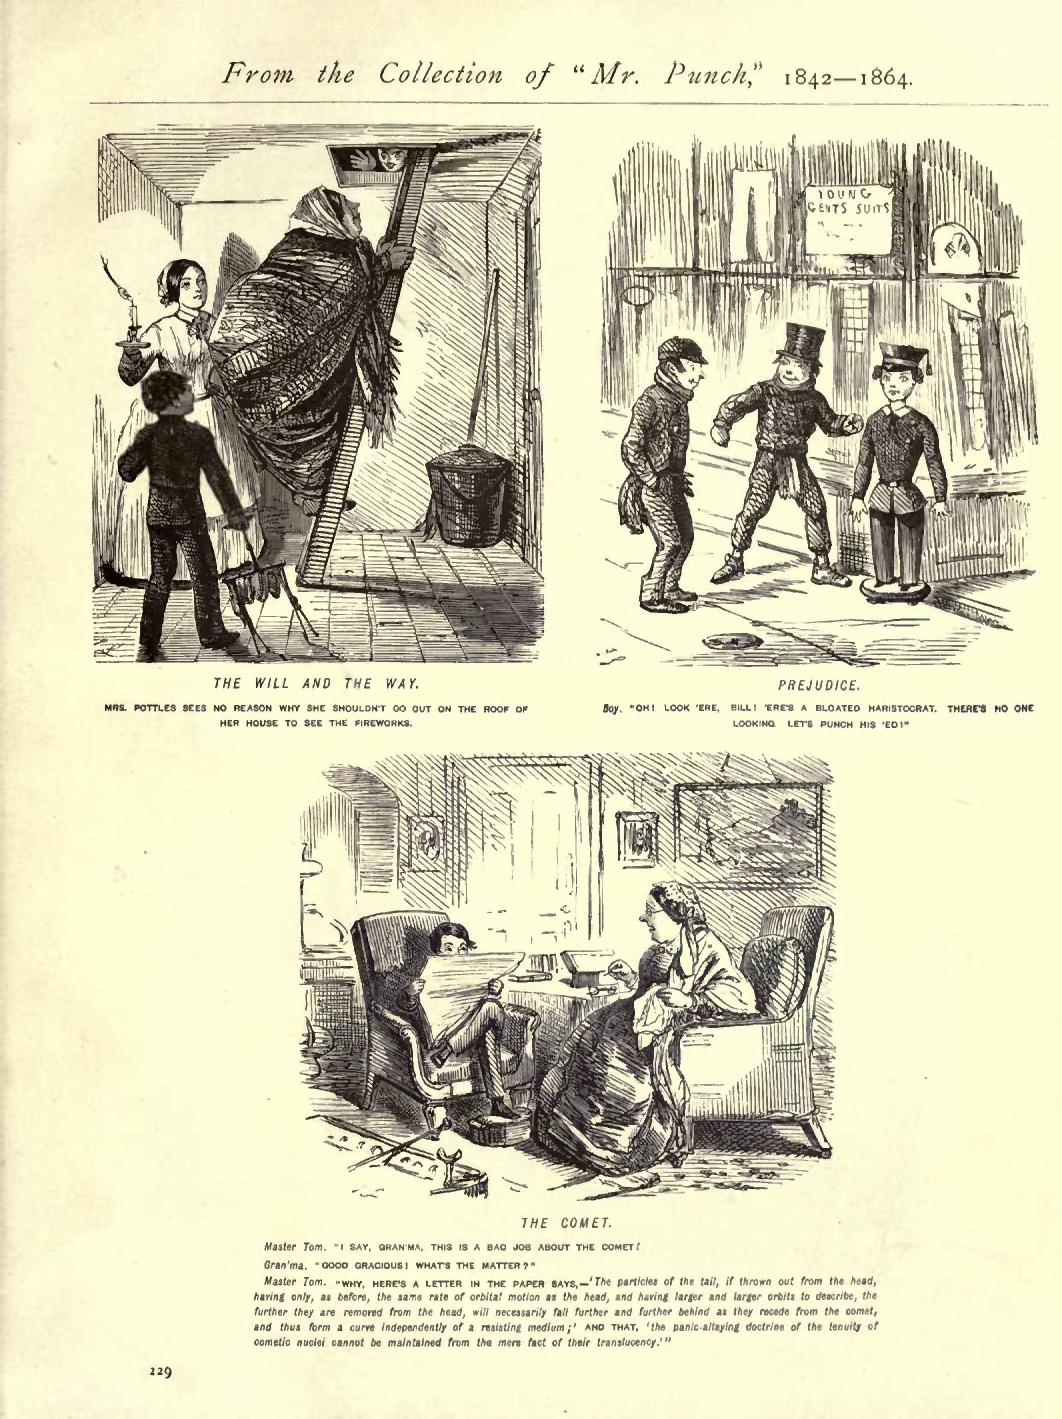 From the Collection of "Mr. Punch," 1842—1864.
YOUNG
GENTS SUITS
THE WILL AND THE WAY.
MRS. POTTLES SEES NO REASON WHY SHE SHOULDN'T GO OUT ON THE ROOF OF
HER HOUSE TO SEE THE FIREWORKS.
PREJUDICE.
Boy. "OH! LOOK 'ERE, BILL! 'ERE'S A BLOATED HARISTOCRAT. THERE'S NO ONE
LOOKING. LET'S PUNCH HIS 'ED!"
THE COMET.
Master Tom. "I SAY, GRAN'MA, THIS IS A BAD JOB ABOUT THE COMET!
Gran'ma. "GOOD GRACIOUS! WHAT'S THE MATTER?"
Master Tom. "WHY, HERE'S A LETTER IN THE PAPER SAYS,—'The particles of the tail, if thrown out from the head,
having only, as before, the same rate of orbital motion as the head, and having larger and larger orbits to describe, the
further they are removed from the head, will necessarily fall further and further behind as they recede from the comet,
and thus form a curve independently of a resisting medium;' AND THAT, 'the panic-allaying doctrine of the tenuity of
cometic nuclei cannot be maintained from the mere fact of their translucency.'"
229